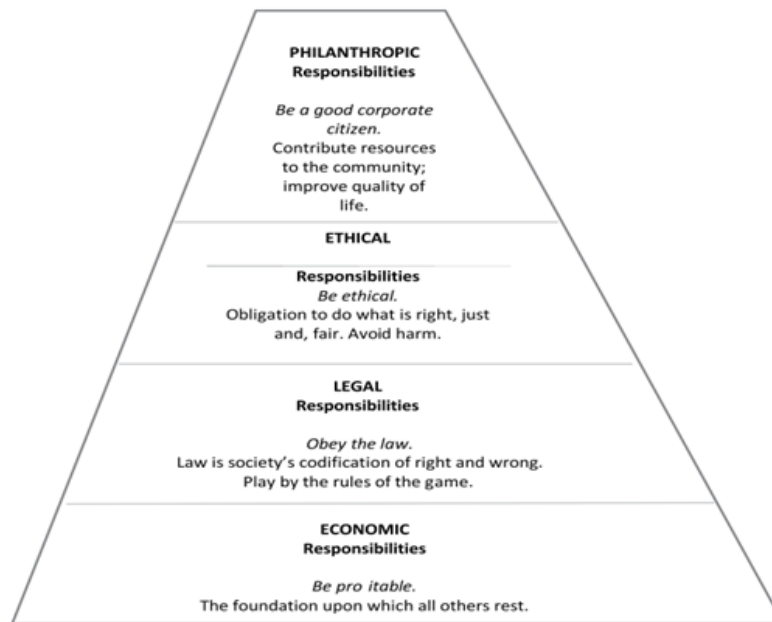 PHILANTHROPIC
Responsibilities
Be a good corporate
citizen.
Contribute resources
to the community;
improve quality of
life.
ETHICAL
Responsibilities
Be ethical.
Obligation to do what is right, just
and, fair. Avoid harm.
LEGAL
Responsibilities
Obey the law.
Law is society’s codification of right and wrong.
Play by the rules of the game.
ECONOMIC
Responsibilities
Be pro itable.
The foundation upon which all others rest.